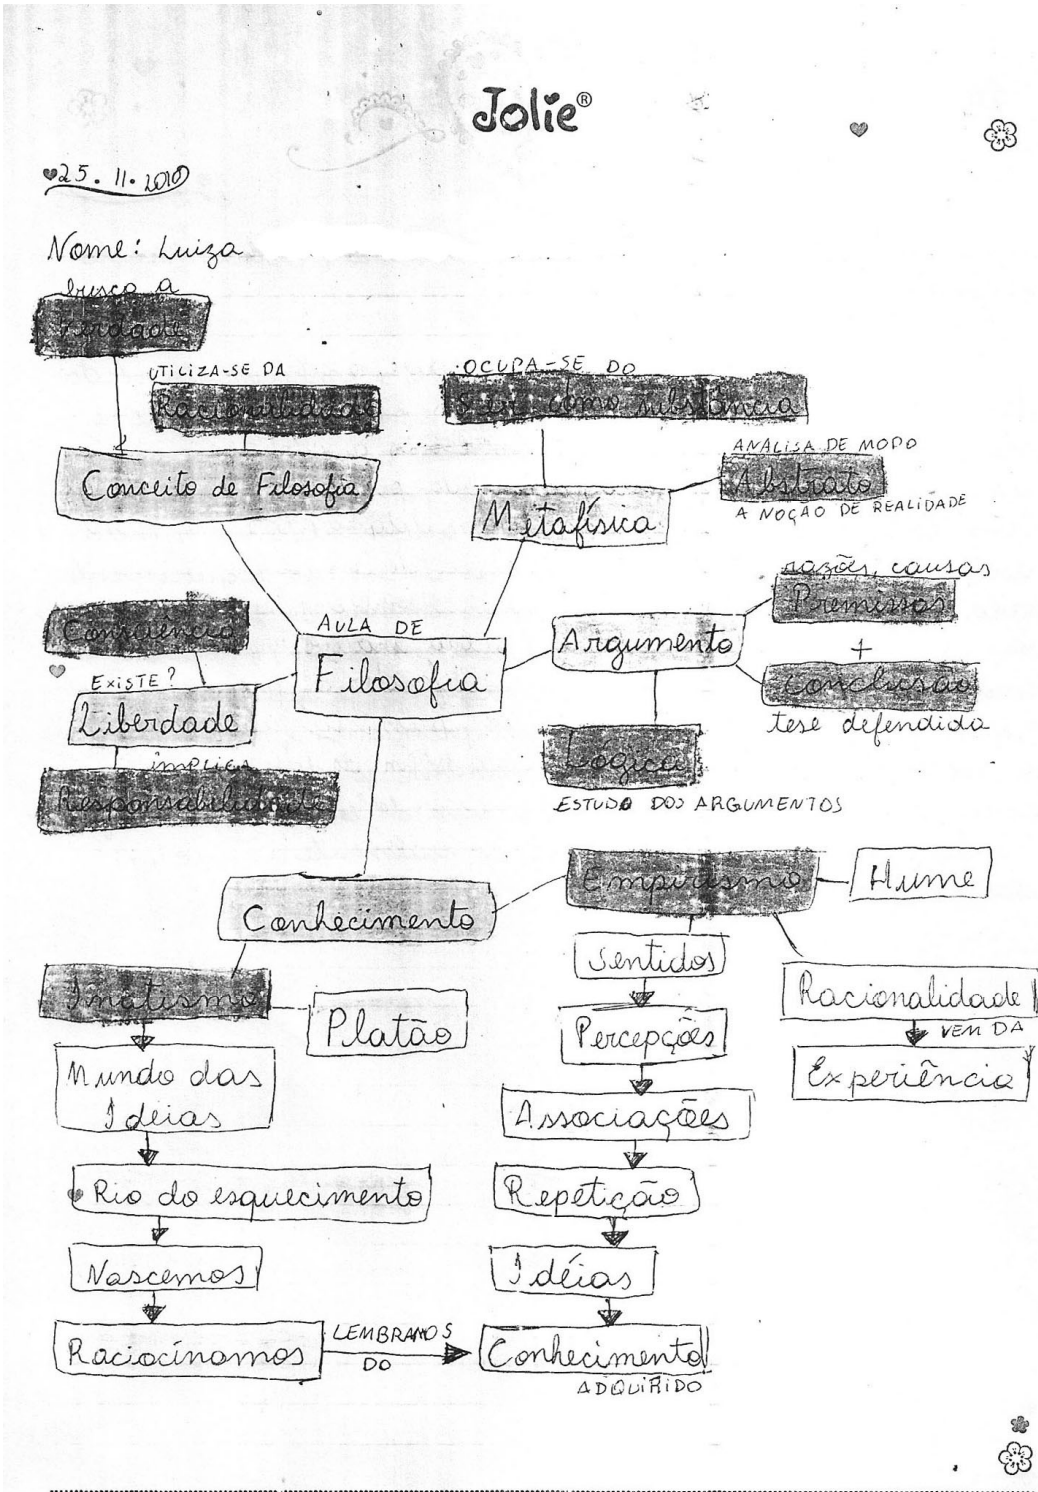 Jolie®
25.11.2010
Nome: Luiza
busca a
Verdade
UTILIZA-SE DA
Racionalidade
OCUPA-SE DO
Ser como substância
Conceito de Filosofia
ANALISA DE MODO
Abstrato
A NOÇÃO DE REALIDADE
Metafísica
razões, causas
Premissas
+
Conclusão
tese defendida
Argumento
Lógica
ESTUDO DOS ARGUMENTOS
AULA DE
Filosofia
Consciência
EXISTE?
Liberdade
implica
Responsabilidade
Conhecimento
Empirismo
Hume
Sentidos
Percepções
Associações
Repetição
Idéias
Conhecimento
ADQUIRIDO
Racionalidade
VEM DA
Experiência
Inatismo
Platão
Mundo das
Ideias
Rio do esquecimento
Nascemos
Raciocinamos
LEMBRAMOS
DO